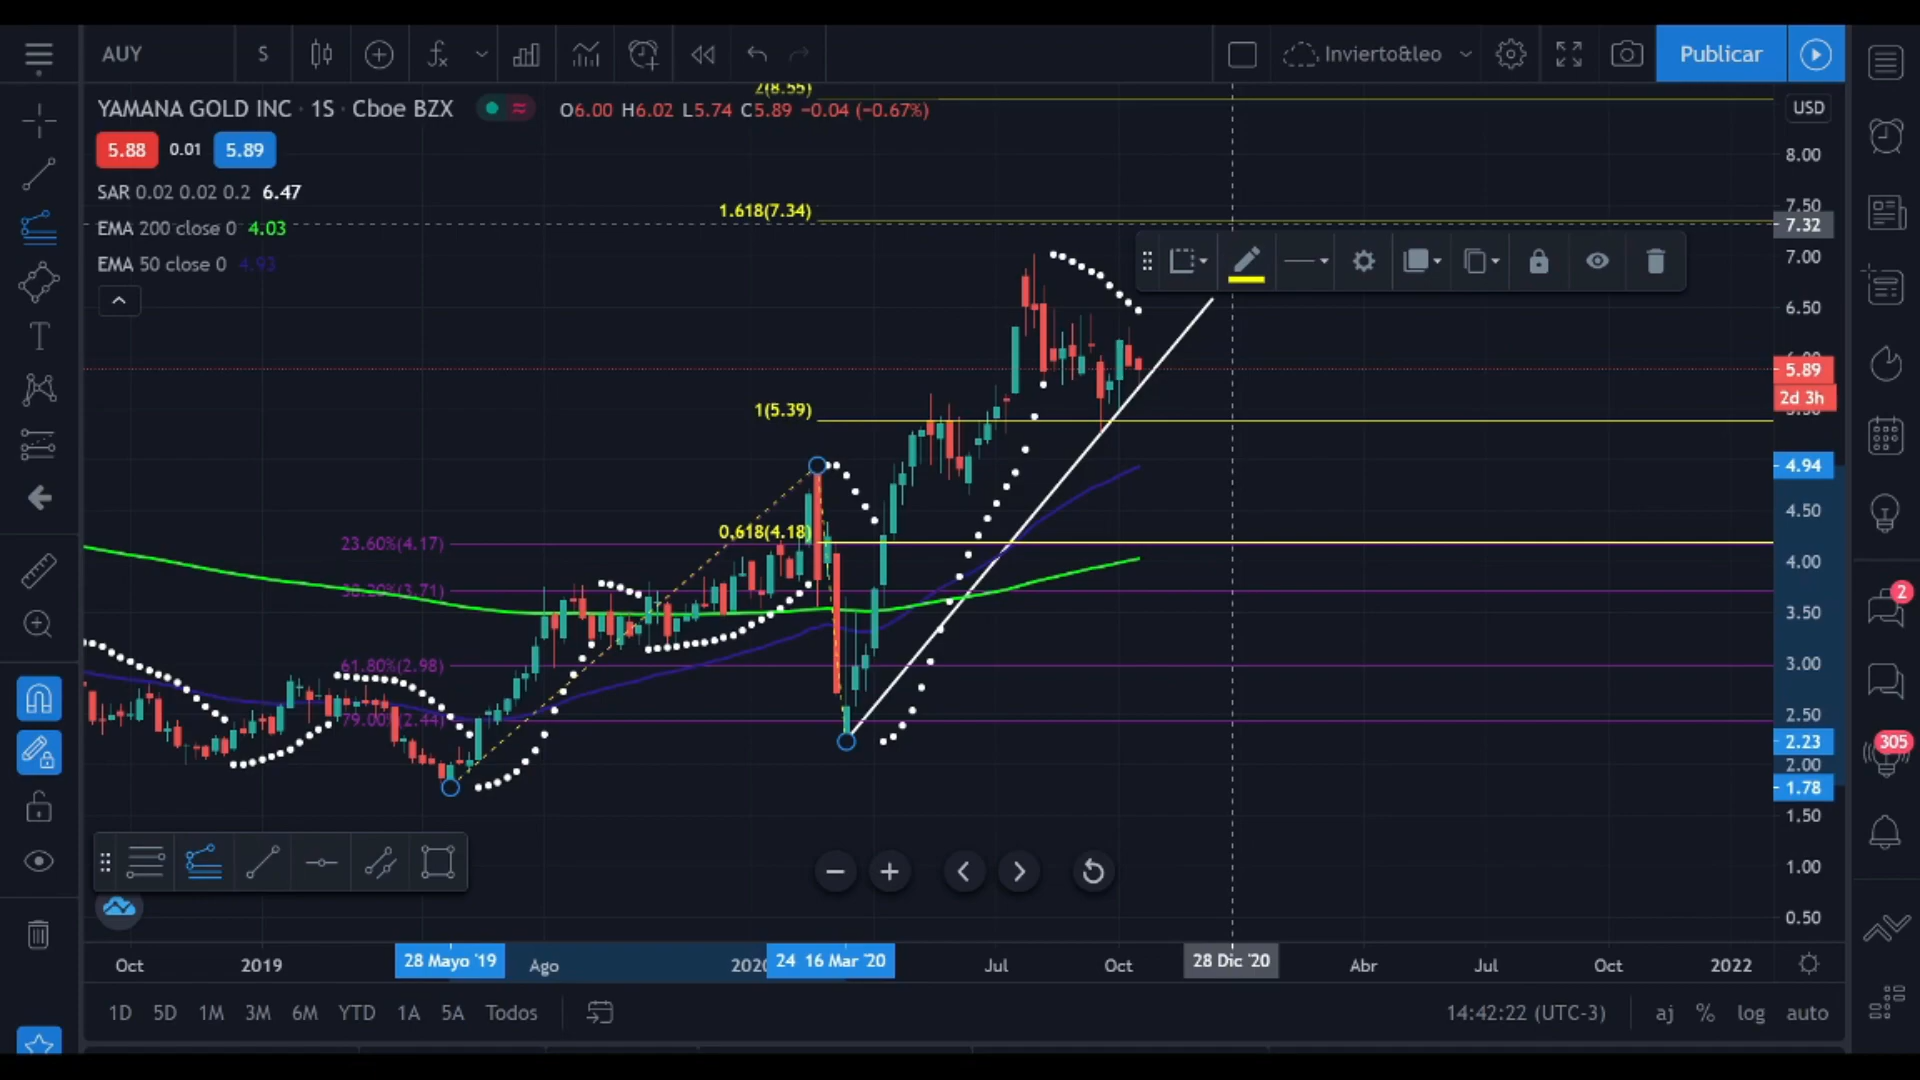 AUY S Invierto&leo Publicar
2(8.55)
YAMANA GOLD INC · 1S · Cboe BZX O6.00 H6.02 L5.74 C5.89 −0.04 (−0.67%) USD
5.88 0.01 5.89
8.00
SAR 0.02 0.02 0.2 6.47
1.618(7.34) 7.50
EMA 200 close 0 4.03 7.32
EMA 50 close 0 4.93 7.00
6.50
5.89
2d 3h
1(5.39)
4.94
4.50
0.618(4.18)
23.60%(4.17)
4.00
38.20%(3.71)
2
3.50
61.80%(2.98) 3.00
79.00%(2.44) 2.50
2.23 305
2.00
1.78
1.50
1.00
0.50
Oct 2019 28 Mayo '19 Ago 2020 24 16 Mar '20 Jul Oct 28 Dic '20 Abr Jul Oct 2022
1D 5D 1M 3M 6M YTD 1A 5A Todos 14:42:22 (UTC-3) aj % log auto